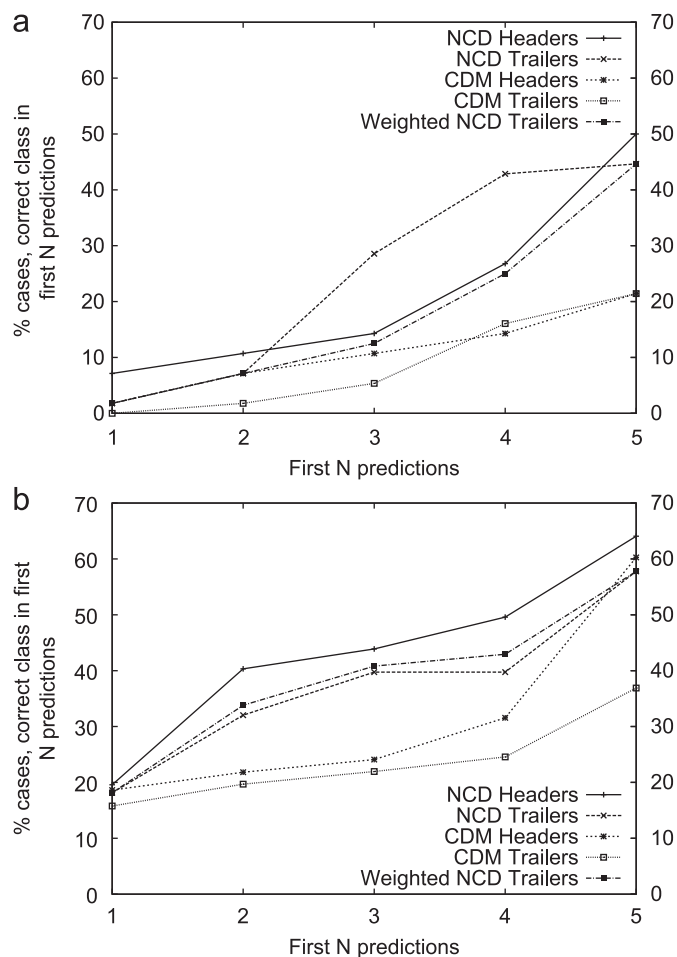 a
% cases, correct class in
first N predictions
70
60
50
40
30
20
10
0
NCD Headers
NCD Trailers
CDM Headers
CDM Trailers
Weighted NCD Trailers
70
60
50
40
30
20
10
0
1 2 3 4 5
First N predictions
b
% cases, correct class in first
N predictions
70
60
50
40
30
20
10
0
NCD Headers
NCD Trailers
CDM Headers
CDM Trailers
Weighted NCD Trailers
70
60
50
40
30
20
10
0
1 2 3 4 5
First N predictions